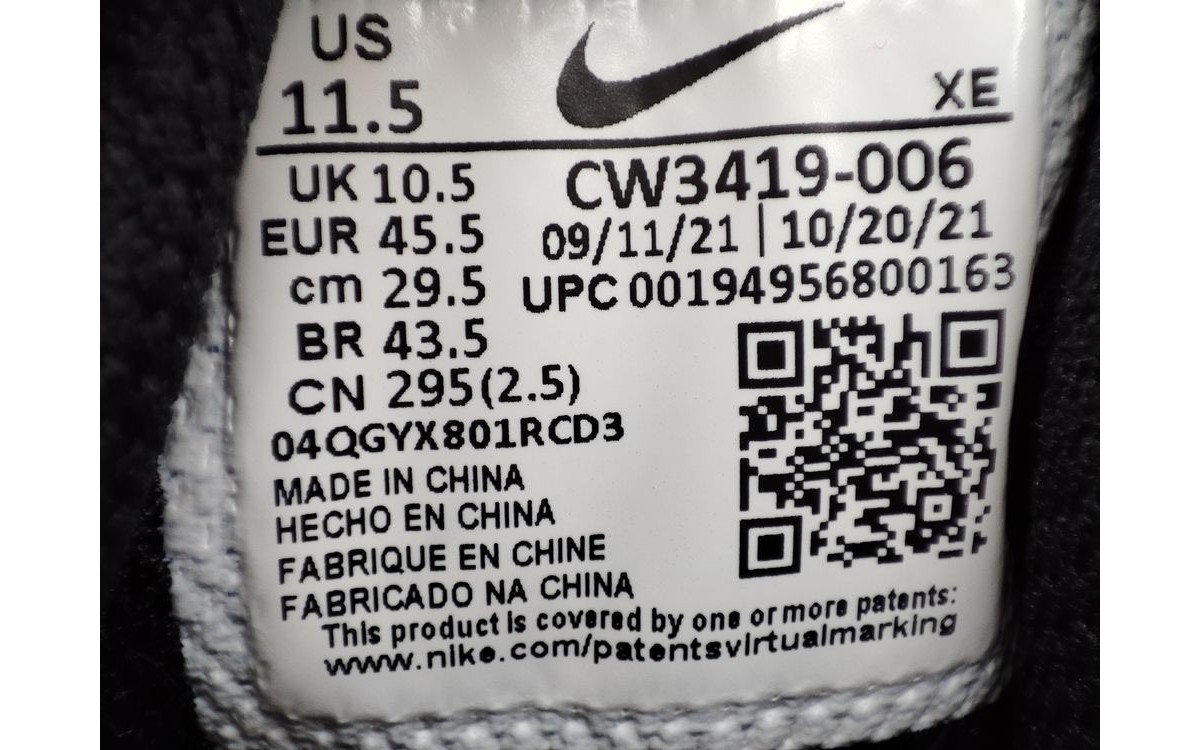 US
11.5
XE
UK 10.5
EUR 45.5
cm 29.5
BR 43.5
CN 295(2.5)
CW3419-006
09/11/21 | 10/20/21
UPC 00194956800163
04QGYX801RCD3
MADE IN CHINA
HECHO EN CHINA
FABRIQUE EN CHINE
FABRICADO NA CHINA
This product is covered by one or more patents:
www.nike.com/patentsvirtualmarking